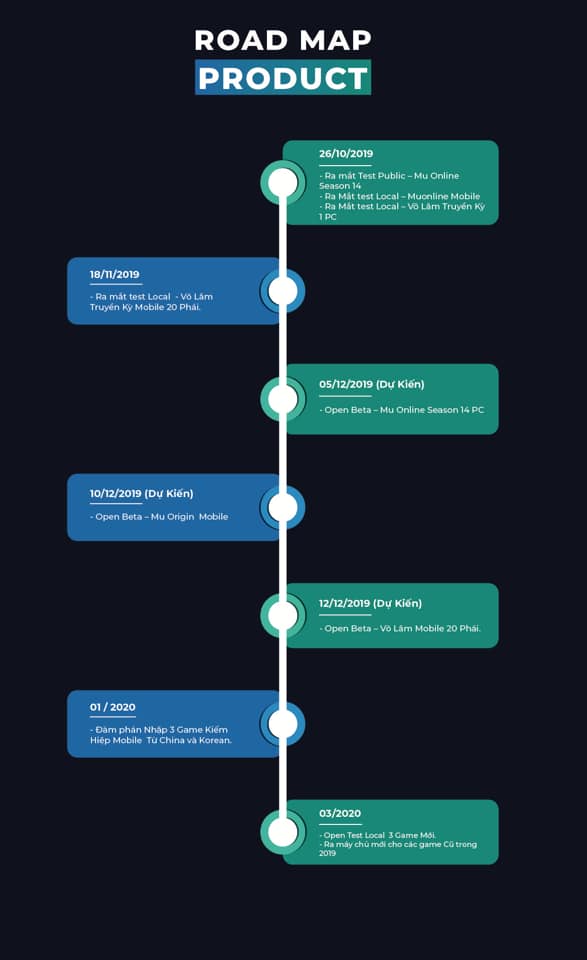 ROAD MAP
PRODUCT
26/10/2019
- Ra mắt Test Public – Mu Online
Season 14
- Ra Mắt test Local – Muonline Mobile
- Ra Mắt test Local – Võ Lâm Truyền Kỳ
1 PC
18/11/2019
- Ra mắt test Local - Võ Lâm
Truyền Kỳ Mobile 20 Phái.
05/12/2019 (Dự Kiến)
- Open Beta – Mu Online Season 14 PC
10/12/2019 (Dự Kiến)
- Open Beta – Mu Origin Mobile
12/12/2019 (Dự Kiến)
- Open Beta – Võ Lâm Mobile 20 Phái.
01 / 2020
- Đàm phán Nhập 3 Game Kiếm
Hiệp Mobile Từ China và Korean.
03/2020
- Open Test Local 3 Game Mới.
- Ra máy chủ mới cho các game Cũ trong
2019